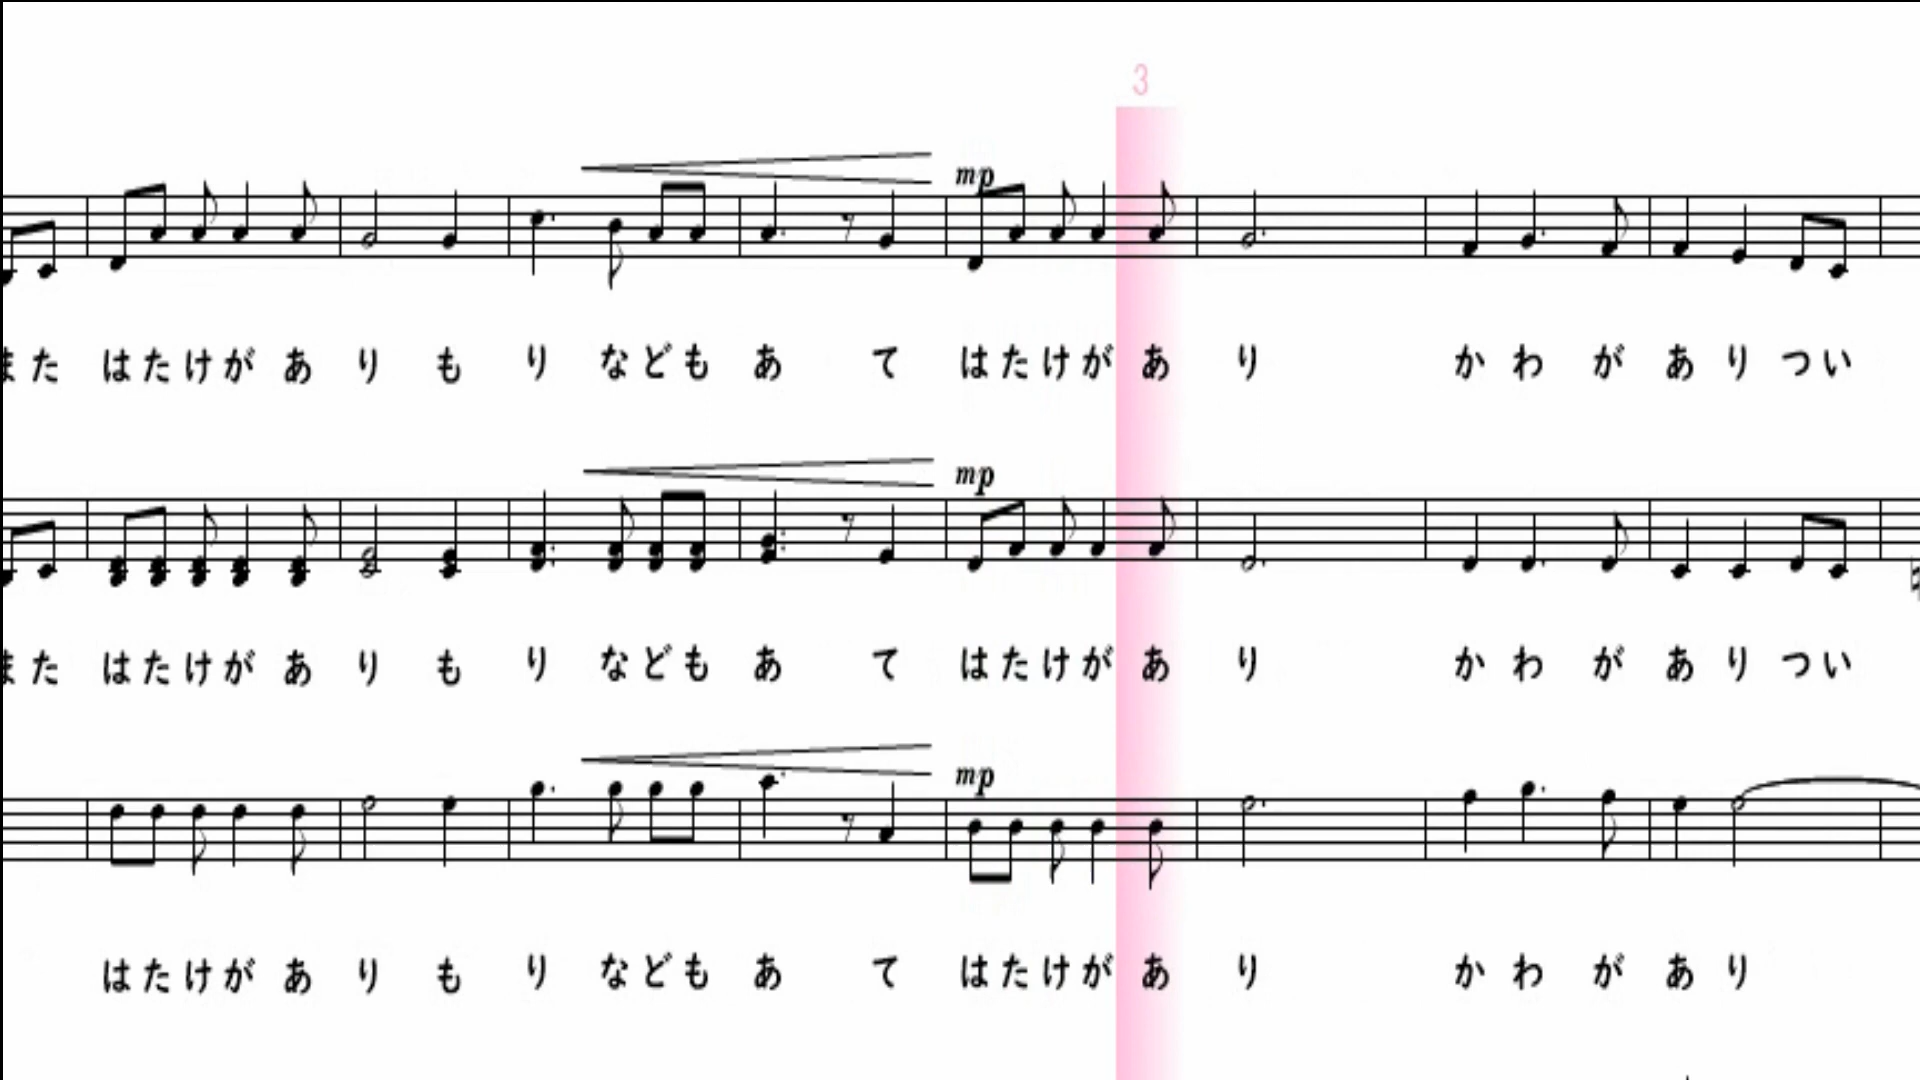 3
mp
また はたけが あ り も り なども あ て はたけが あ り か わ が あ り つい
mp
また はたけが あ り も り なども あ て はたけが あ り か わ が あ り つい
mp
はたけが あ り も り なども あ て はたけが あ り か わ が あ り